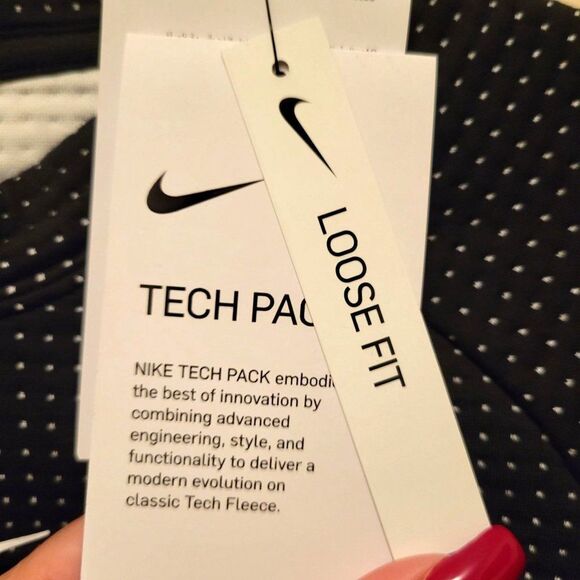 TECH PAC
LOOSE FIT
NIKE TECH PACK embodi
the best of innovation by
combining advanced
engineering, style, and
functionality to deliver a
modern evolution on
classic Tech Fleece.